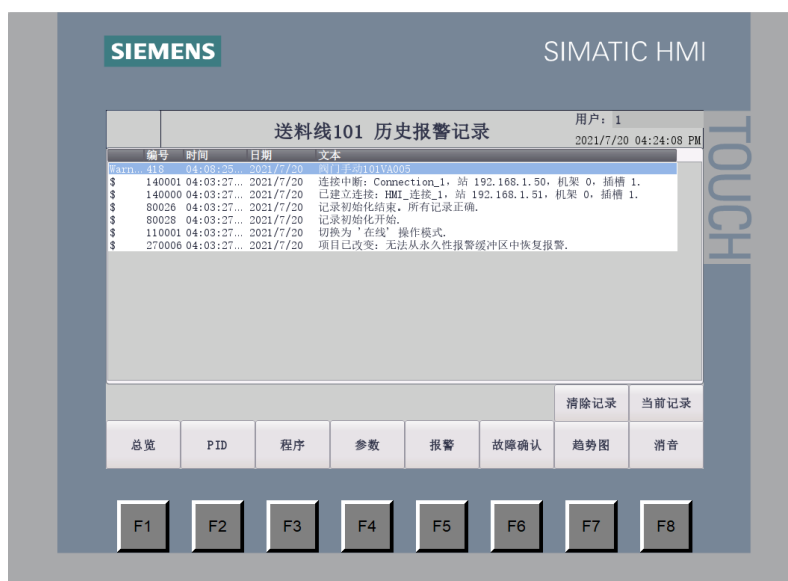 SIEMENS
SIMATIC HMI
TOUCH
送料线101 历史报警记录
用户: 1
2021/7/20 04:24:08 PM
编号 时间 日期 文本
Warn... 418 04:08:25... 2021/7/20 阀门手动101VA005
$ 140001 04:03:27... 2021/7/20 连接中断: Connection_1, 站 192.168.1.50, 机架 0, 插槽 1.
$ 140000 04:03:27... 2021/7/20 已建立连接: HMI_连接_1, 站 192.168.1.51, 机架 0, 插槽 1.
$ 80026 04:03:27... 2021/7/20 记录初始化结束。所有记录正确.
$ 80028 04:03:27... 2021/7/20 记录初始化开始.
$ 110001 04:03:27... 2021/7/20 切换为 '在线' 操作模式.
$ 270006 04:03:27... 2021/7/20 项目已改变: 无法从永久性报警缓冲区中恢复报警.
清除记录 当前记录
总览 PID 程序 参数 报警 故障确认 趋势图 消音
F1 F2 F3 F4 F5 F6 F7 F8